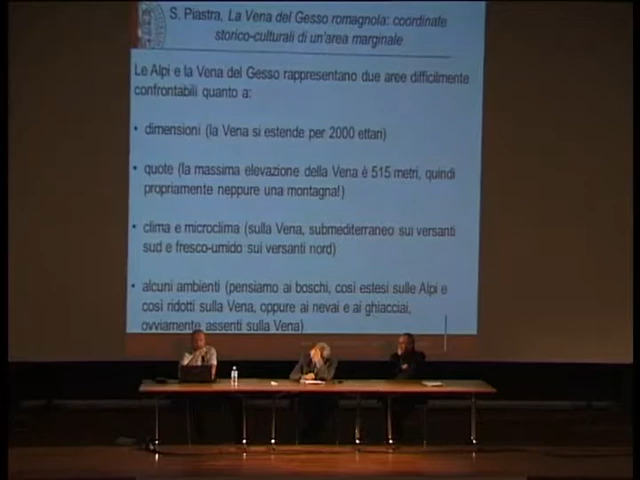 S. Piastra, La Vena del Gesso romagnola: coordinate
storico-culturali di un'area marginale
Le Alpi e la Vena del Gesso rappresentano due aree difficilmente
confrontabili quanto a:
• dimensioni (la Vena si estende per 2000 ettari)
• quote (la massima elevazione della Vena è 515 metri, quindi
propriamente neppure una montagna!)
• clima e microclima (sulla Vena, submediterraneo sui versanti
sud e fresco-umido sui versanti nord)
• alcuni ambienti (pensiamo ai boschi, così estesi sulle Alpi e
così ridotti sulla Vena, oppure ai nevai e ai ghiacciai,
ovviamente assenti sulla Vena)